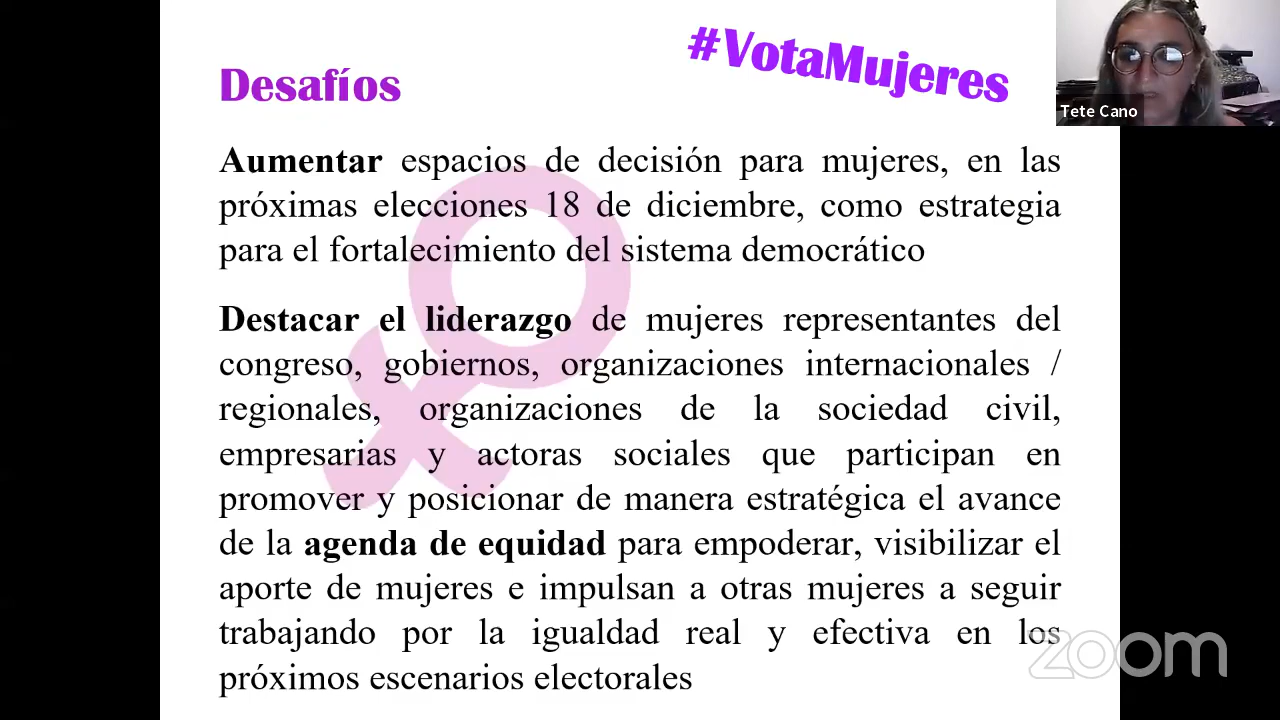 #VotaMujeres
Desafíos
Tete Cano
Aumentar espacios de decisión para mujeres, en las
próximas elecciones 18 de diciembre, como estrategia
para el fortalecimiento del sistema democrático
Destacar el liderazgo de mujeres representantes del
congreso, gobiernos, organizaciones internacionales /
regionales, organizaciones de la sociedad civil,
empresarias y actoras sociales que participan en
promover y posicionar de manera estratégica el avance
de la agenda de equidad para empoderar, visibilizar el
aporte de mujeres e impulsan a otras mujeres a seguir
trabajando por la igualdad real y efectiva en los
próximos escenarios electorales
zoom